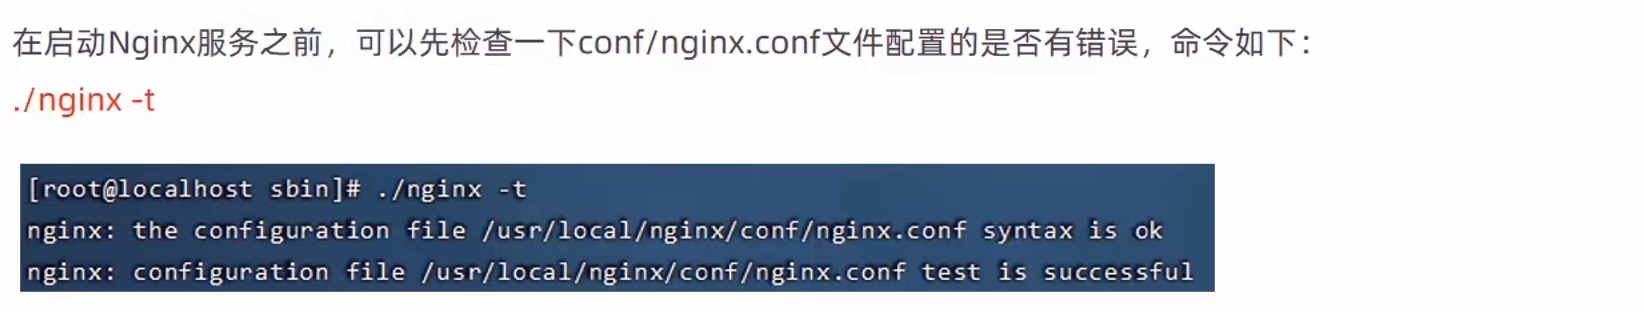 在启动Nginx服务之前，可以先检查一下conf/nginx.conf文件配置的是否有错误，命令如下：
./nginx -t
[root@localhost sbin]# ./nginx -t
nginx: the configuration file /usr/local/nginx/conf/nginx.conf syntax is ok
nginx: configuration file /usr/local/nginx/conf/nginx.conf test is successful